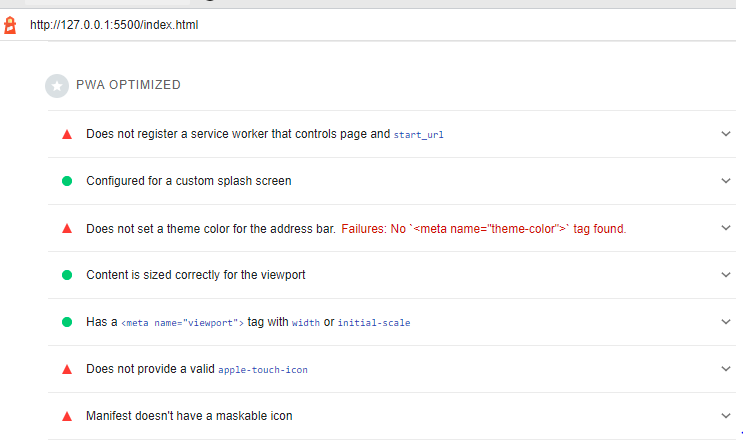 http://127.0.0.1:5500/index.html
PWA OPTIMIZED
Does not register a service worker that controls page and start_url
Configured for a custom splash screen
Does not set a theme color for the address bar. Failures: No `<meta name="theme-color">` tag found.
Content is sized correctly for the viewport
Has a <meta name="viewport"> tag with width or initial-scale
Does not provide a valid apple-touch-icon
Manifest doesn't have a maskable icon